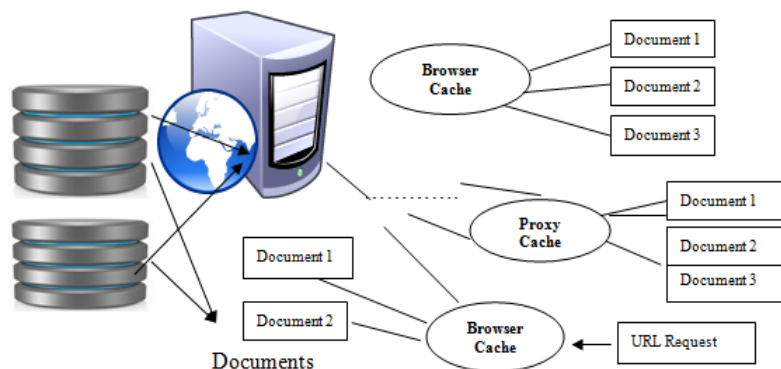 Browser
Cache
Document 1
Document 2
Document 3
Proxy
Cache
Document 1
Document 2
Document 3
Document 1
Document 2
Browser
Cache
URL Request
Documents